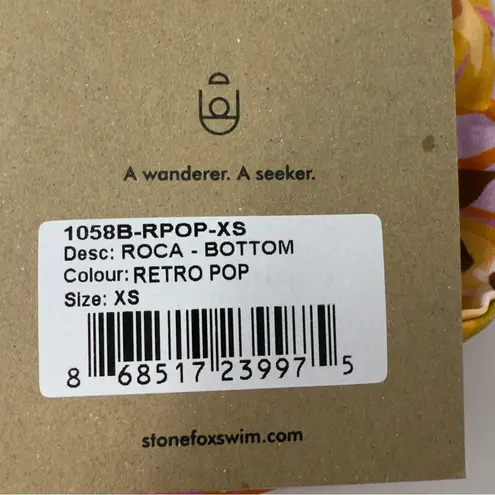 A wanderer. A seeker.
1058B-RPOP-XS
Desc: ROCA - BOTTOM
Colour: RETRO POP
Size: XS
8 68517 23997 5
stonefoxswim.com